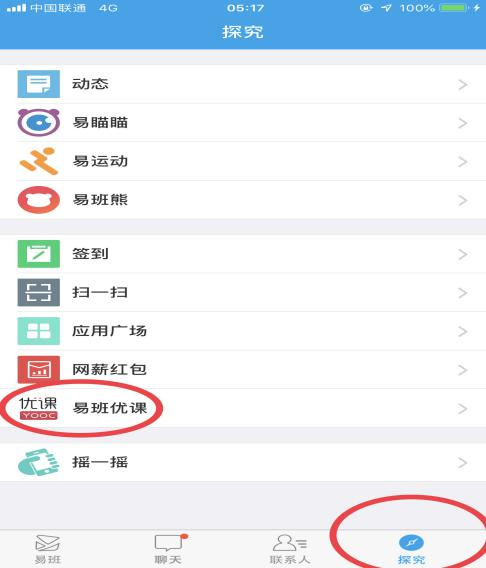 中国联通 4G 05:17 100%
探究
动态
易瞄瞄
易运动
易班熊
签到
扫一扫
应用广场
网薪红包
优课
YOOC
易班优课
摇一摇
易班 聊天 联系人 探究